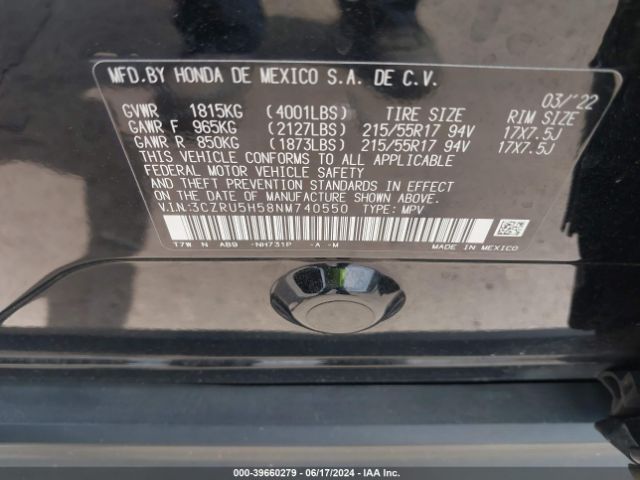 MFD.BY HONDA DE MEXICO S.A. DE C.V.
03/'22
GVWR 1815KG (4001LBS) TIRE SIZE RIM SIZE
GAWR F 965KG (2127LBS) 215/55R17 94V 17X7.5J
GAWR R 850KG (1873LBS) 215/55R17 94V 17X7.5J
THIS VEHICLE CONFORMS TO ALL APPLICABLE
FEDERAL MOTOR VEHICLE SAFETY
STANDARDS IN EFFECT
ON THE DATE OF MANUFACTURE SHOWN ABOVE.
V.I.N.:3CZRU5H58NM740550 TYPE: MPV
T7W N AB9 -NH731P -A -M MADE IN MEXICO
000-39660279 - 06/17/2024 - IAA Inc.